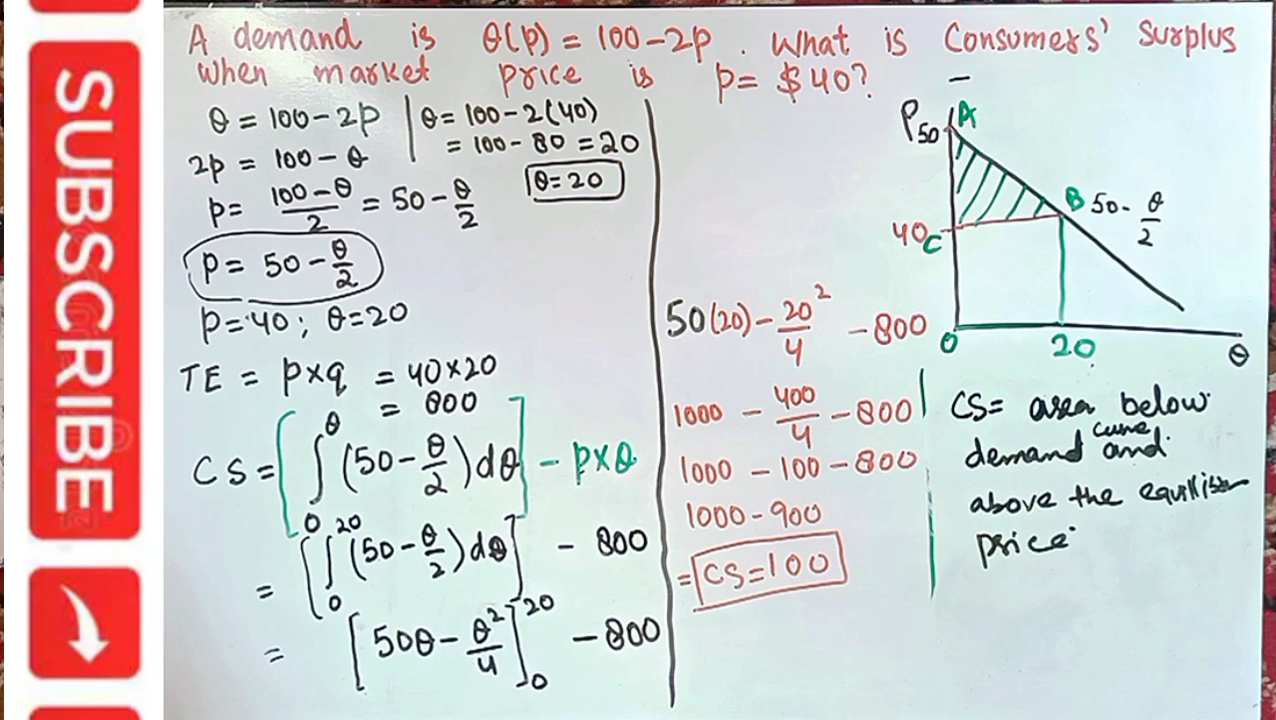 SUBSCRIBE
A demand is θ(p) = 100-2p. What is Consumers' Surplus
when market price is p= $40?
θ = 100-2p
2p = 100-θ
p= 100-θ/2 = 50-θ/2
p= 50-θ/2
p=40; θ=20
θ= 100-2(40)
= 100-80 = 20
θ=20
TE = p×q = 40×20
= 800
CS = [∫₀^θ (50-θ/2)dθ] - p×θ
= [∫₀^20 (50-θ/2)dθ] - 800
= [50θ-θ²/4]₀^20 - 800
50(20)-20²/4 -800
1000 - 400/4 -800
1000 -100-800
1000-900
= CS=100
P
50
A
B
50-θ/2
40
C
0
20
θ
CS= area below
demand curve and
above the
price